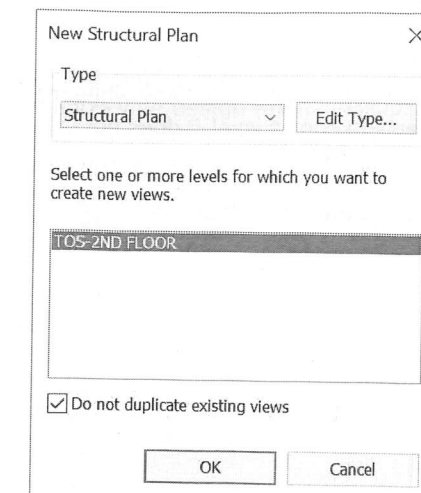 New Structural Plan
Type
Structural Plan
Edit Type...
Select one or more levels for which you want to
create new views.
TOS-2ND FLOOR
Do not duplicate existing views
OK
Cancel